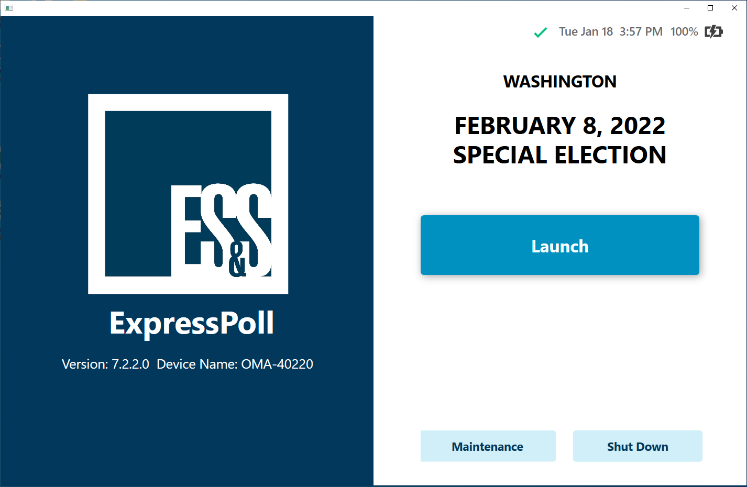 ES&S
ExpressPoll
Version: 7.2.2.0 Device Name: OMA-40220
Tue Jan 18 3:57 PM 100%
WASHINGTON
FEBRUARY 8, 2022
SPECIAL ELECTION
Launch
Maintenance
Shut Down